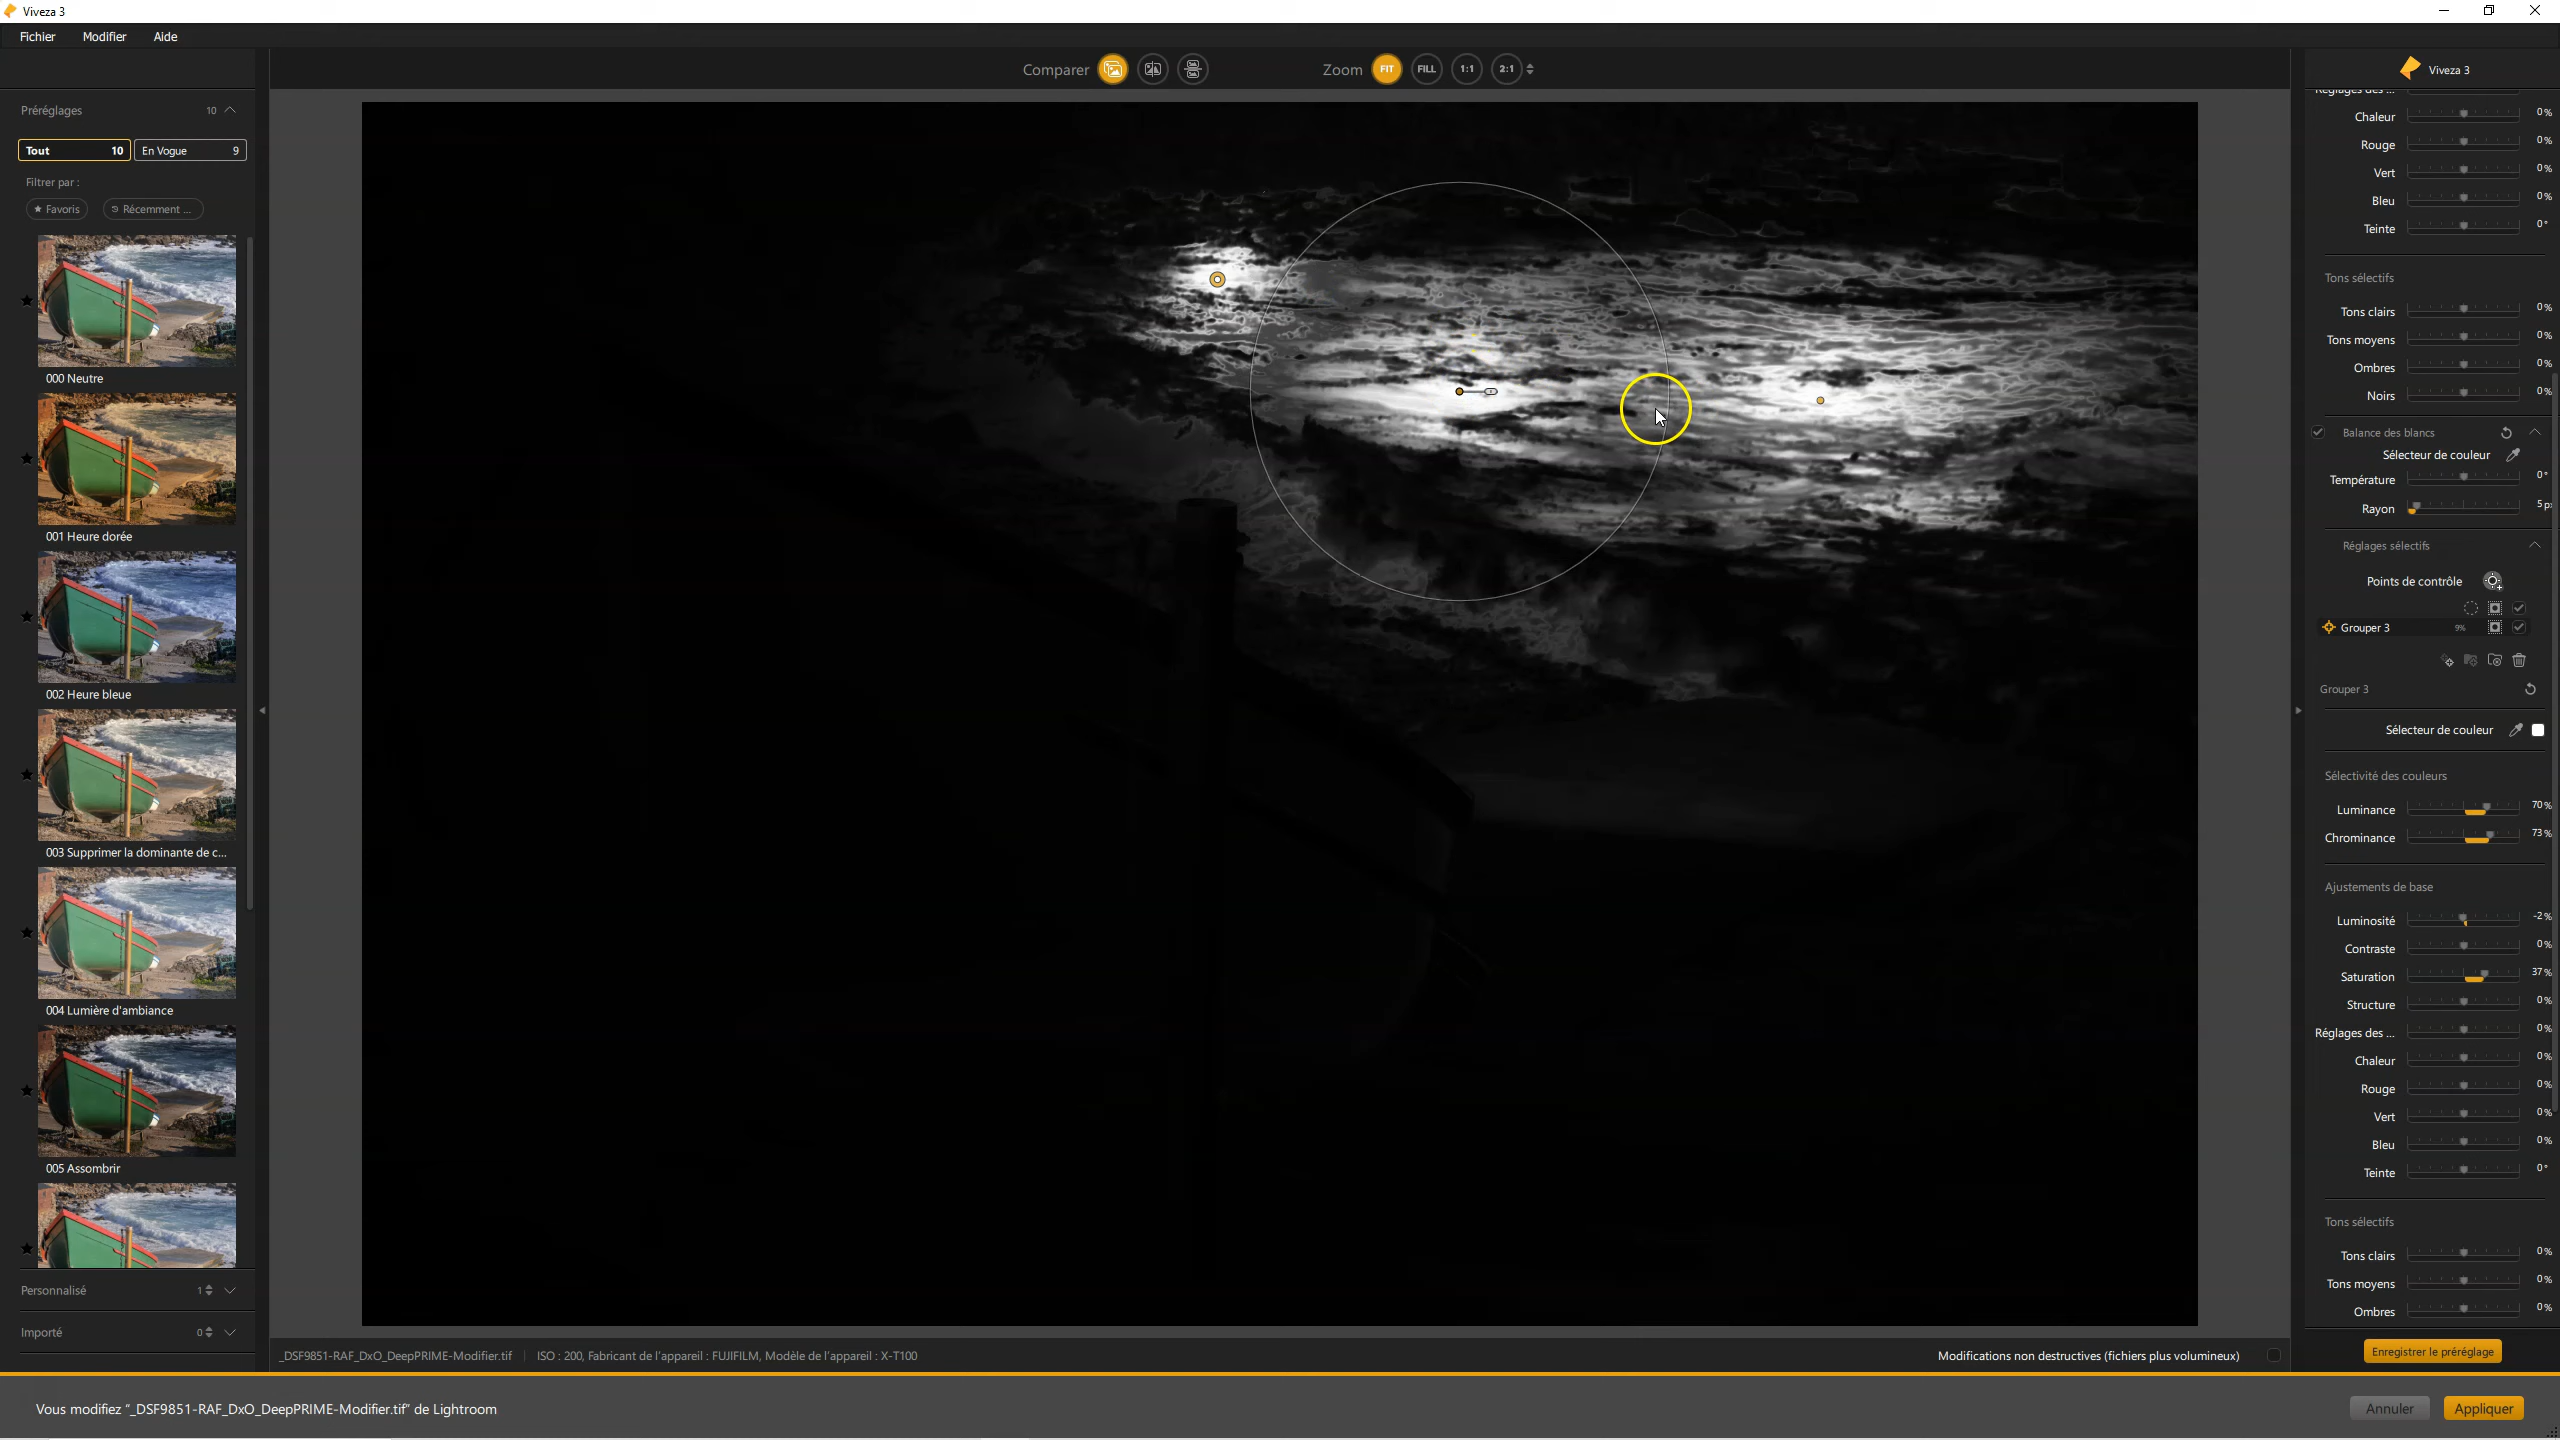 Viveza 3
Fichier Modifier Aide
Comparer Zoom FIT FILL 1:1 2:1
Viveza 3
Préréglages 10
Tout 10 En Vogue 9
Filtrer par :
Favoris Récemment ...
000 Neutre
001 Heure dorée
002 Heure bleue
003 Supprimer la dominante de c...
004 Lumière d'ambiance
005 Assombrir
Personnalisé 1
Importé 0
Réglages des ...
Chaleur 0%
Rouge 0%
Vert 0%
Bleu 0%
Teinte 0°
Tons sélectifs
Tons clairs 0%
Tons moyens 0%
Ombres 0%
Noirs 0%
Balance des blancs
Sélecteur de couleur
Température 0°
Rayon 5 px
Réglages sélectifs
Points de contrôle
Grouper 3 9%
Grouper 3
Sélecteur de couleur
Sélectivité des couleurs
Luminance 70%
Chrominance 73%
Ajustements de base
Luminosité -2%
Contraste 0%
Saturation 37%
Structure 0%
Réglages des ... 0%
Chaleur 0%
Rouge 0%
Vert 0%
Bleu 0%
Teinte 0°
Tons sélectifs
Tons clairs 0%
Tons moyens 0%
Ombres 0%
_DSF9851-RAF_DxO_DeepPRIME-Modifier.tif ISO : 200, Fabricant de l'appareil : FUJIFILM, Modèle de l'appareil : X-T100
Modifications non destructives (fichiers plus volumineux)
Enregistrer le préréglage
Vous modifiez "_DSF9851-RAF_DxO_DeepPRIME-Modifier.tif" de Lightroom
Annuler Appliquer